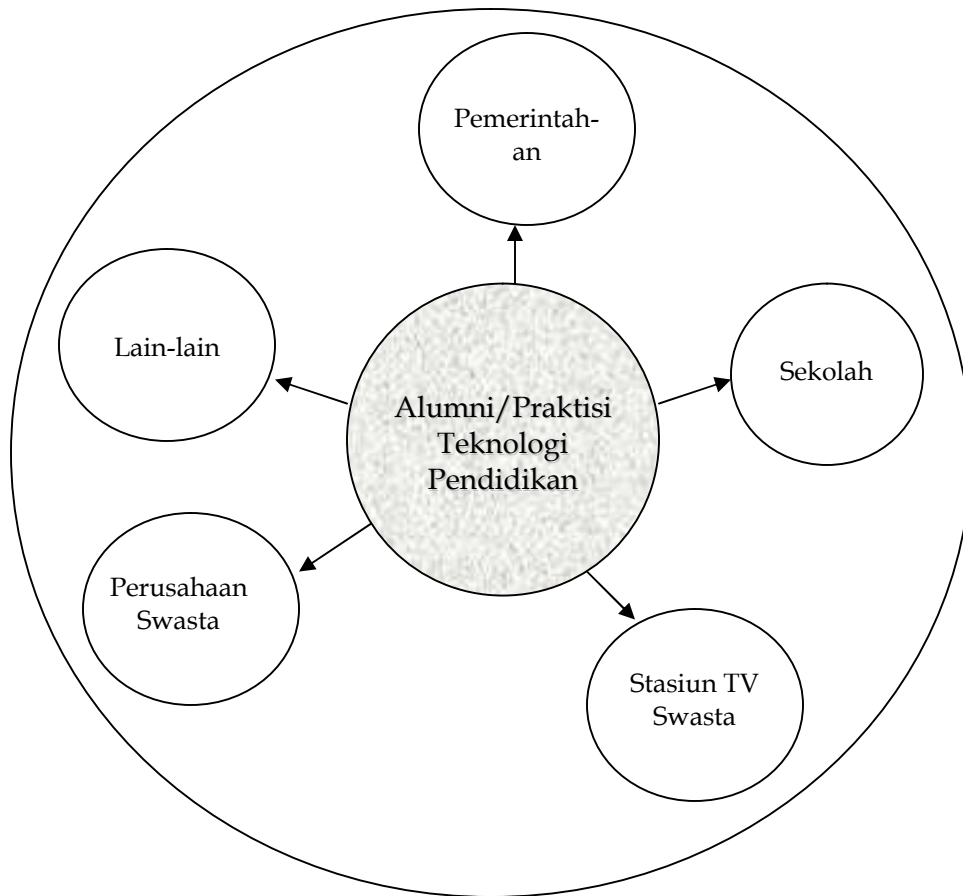 Pemerintah-
an
Lain-lain
Sekolah
Alumni/Praktisi
Teknologi
Pendidikan
Perusahaan
Swasta
Stasiun TV
Swasta